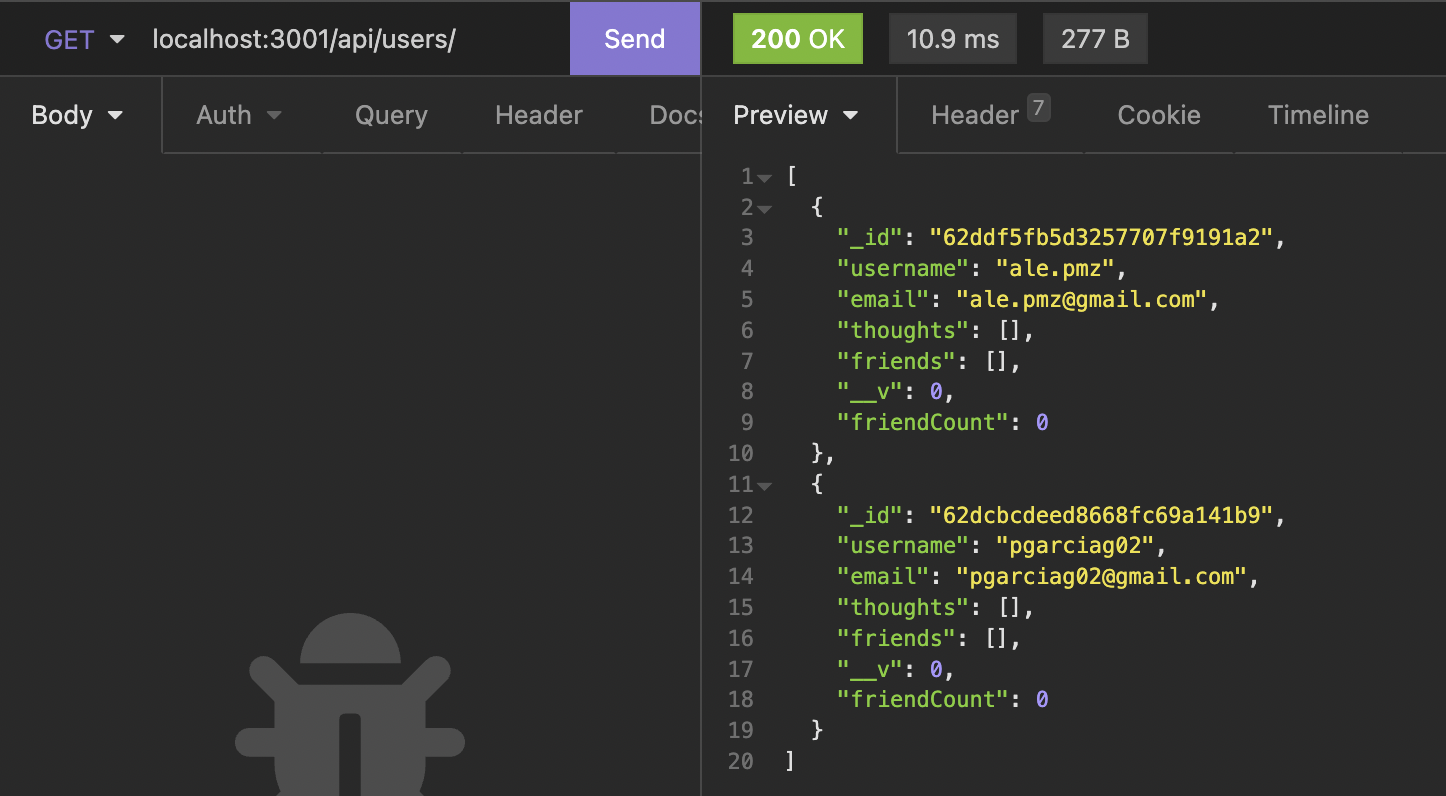 GET localhost:3001/api/users/ Send 200 OK 10.9 ms 277 B
Body Auth Query Header Docs Preview Header 7 Cookie Timeline
1 [
2 {
3 "_id": "62ddf5fb5d3257707f9191a2",
4 "username": "ale.pmz",
5 "email": "ale.pmz@gmail.com",
6 "thoughts": [],
7 "friends": [],
8 "__v": 0,
9 "friendCount": 0
10 },
11 {
12 "_id": "62dcbcdeed8668fc69a141b9",
13 "username": "pgarciag02",
14 "email": "pgarciag02@gmail.com",
15 "thoughts": [],
16 "friends": [],
17 "__v": 0,
18 "friendCount": 0
19 }
20 ]